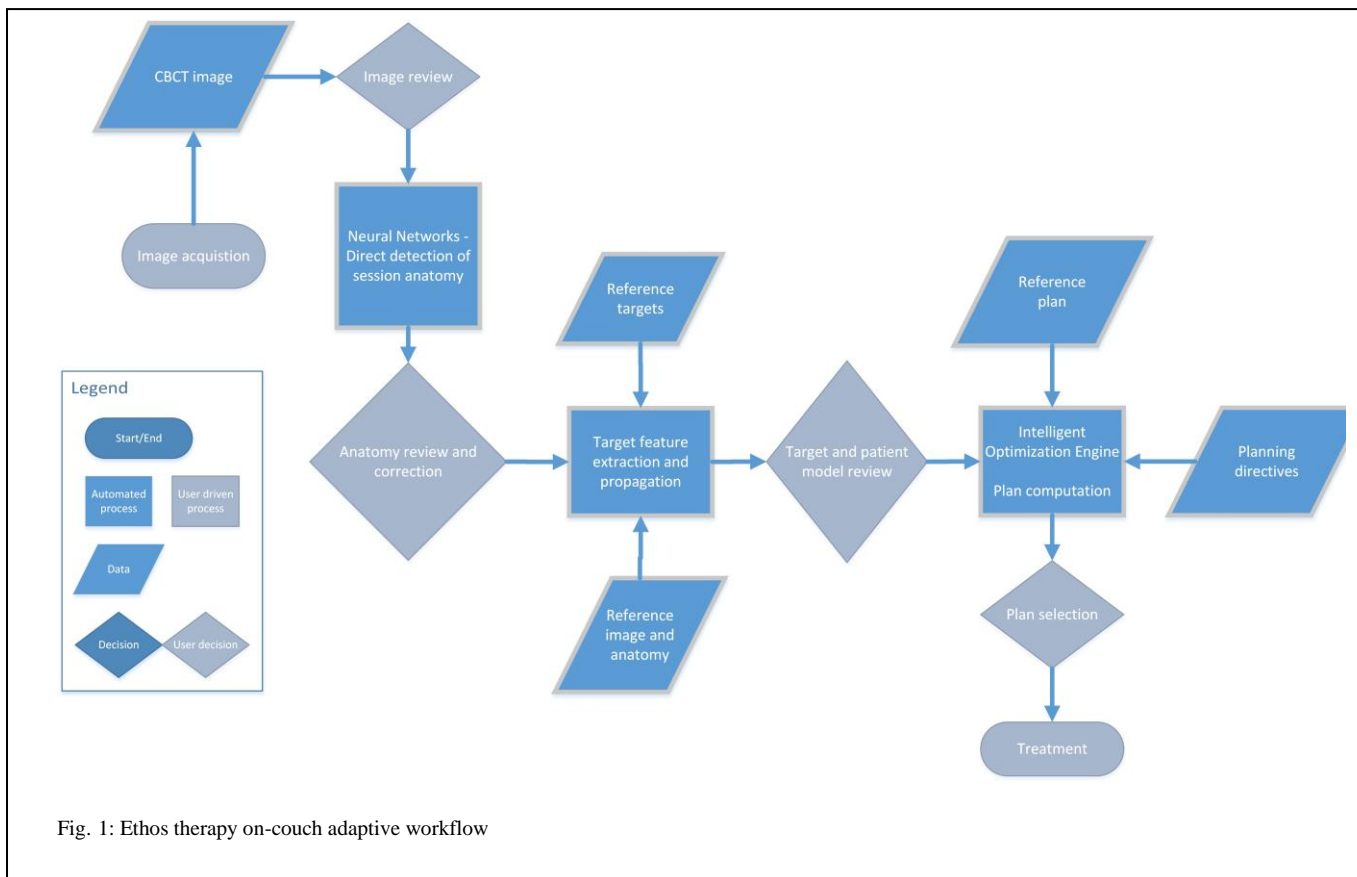 CBCT image
Image review
Image acquistion
Neural Networks -
Direct detection of
session anatomy
Reference
targets
Reference
plan
Legend
Start/End
Automated
process
User driven
process
Data
Decision
User decision
Anatomy review and
correction
Target feature
extraction and
propagation
Target and patient
model review
Intelligent
Optimization Engine
Plan computation
Planning
directives
Reference
image and
anatomy
Plan selection
Treatment
Fig. 1: Ethos therapy on-couch adaptive workflow